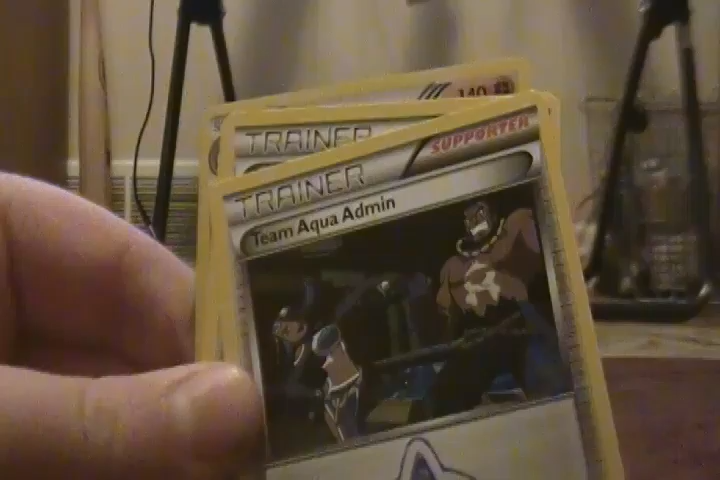 140
TRAINER
TRAINER
SUPPORTER
Team Aqua Admin